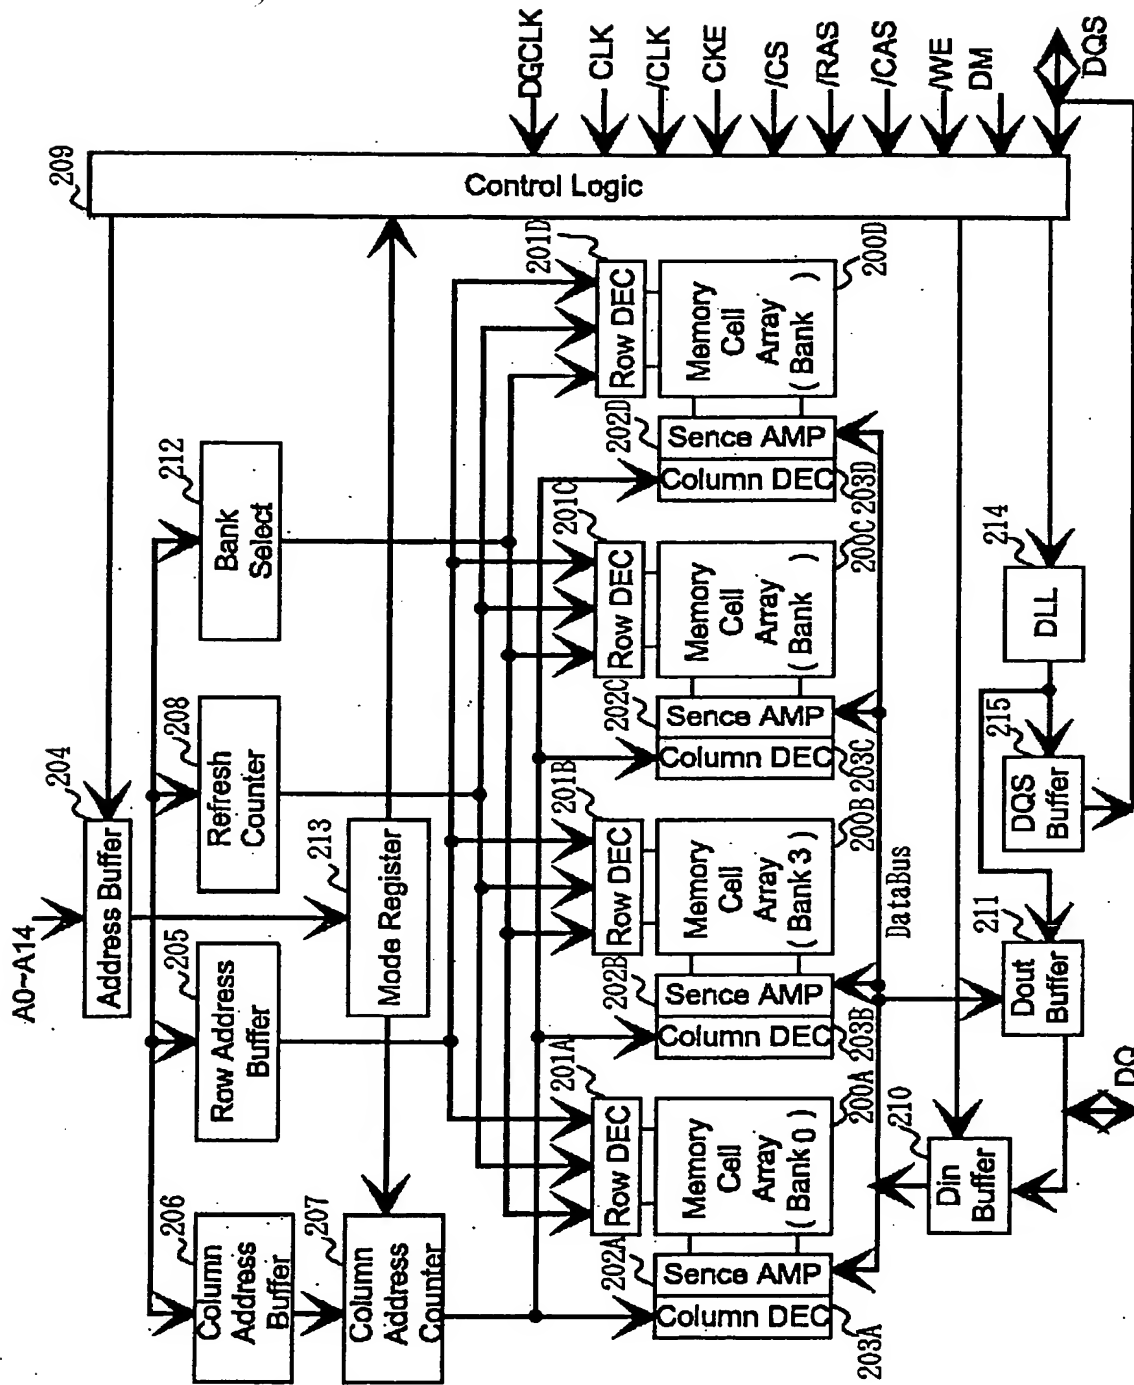 A0~A14
204
Address Buffer
206
Column
Address
Buffer
205
Row Address
Buffer
208
Refresh
Counter
212
Bank
Select
207
Column
Address
Counter
213
Mode Register
209
Control Logic
DGCLK
CLK
/CLK
CKE
/CS
/RAS
/CAS
/WE
DM
DQS
201A
Row DEC
201B
Row DEC
201C
Row DEC
201D
Row DEC
202A
Sence AMP
Column DEC
203A
Memory
Cell
Array
( Bank 0 )
200A
202B
Sence AMP
Column DEC
203B
Memory
Cell
Array
( Bank 3 )
200B
202C
Sence AMP
Column DEC
203C
Memory
Cell
Array
( Bank )
200C
202D
Sence AMP
Column DEC
203D
Memory
Cell
Array
( Bank )
200D
DataBus
210
Din
Buffer
211
Dout
Buffer
215
DQS
Buffer
214
DLL
DQ